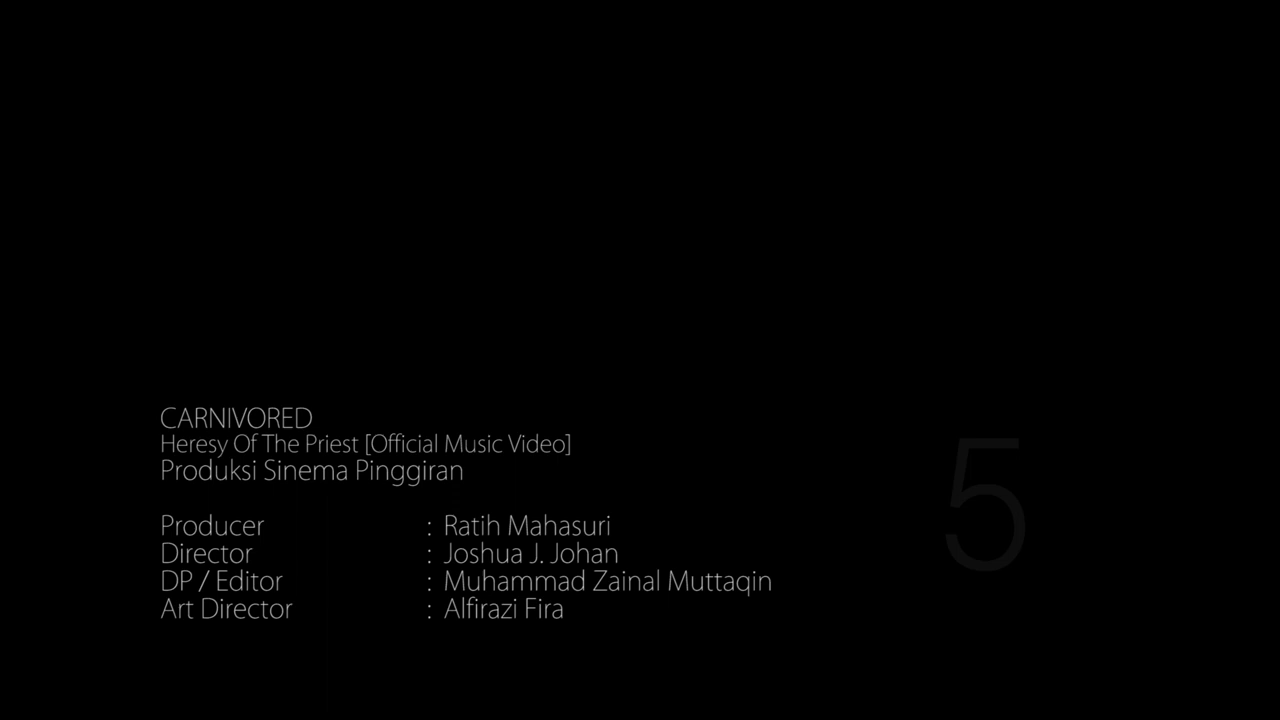 CARNIVORED
Heresy Of The Priest [Official Music Video]
Produksi Sinema Pinggiran
Producer : Ratih Mahasuri
Director : Joshua J. Johan
DP / Editor : Muhammad Zainal Muttaqin
Art Director : Alfirazi Fira
5